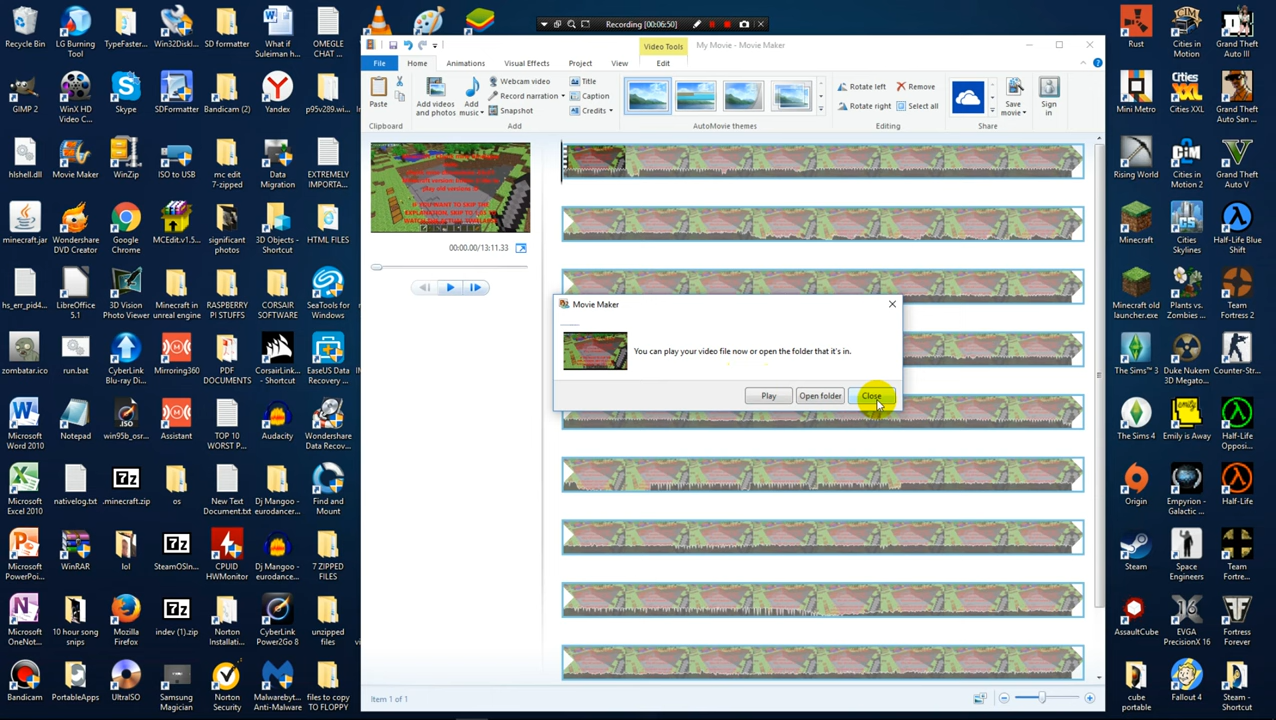 Recording [00:06:50]
Recycle Bin
LG Burning Tool
TypeFaster...
Win32Diskl...
SD formatter
What if Suleiman h...
OMEGLE CHAT ...
GIMP 2
WinX HD Video C...
Skype
SDFormatter
Bandicam (2)
Yandex
p95v289.wi...
hlshell.dll
Movie Maker
WinZip
ISO to USB
mc edit 7-zipped
Data Migration
EXTREMELY IMPORTA...
minecraft.jar
Wondershare DVD Creator
Google Chrome
MCEdit.v1.5...
significant photos
3D Objects - Shortcut
HTML FILES
hs_err_pid4...
LibreOffice 5.1
3D Vision Photo Viewer
Minecraft in unreal engine
RASPBERRY PI STUFFS
CORSAIR SOFTWARE
SeaTools for Windows
zombatar.ico
run.bat
CyberLink Blu-ray Di...
Mirroring360
PDF DOCUMENTS
CorsairLink... - Shortcut
EaseUS Data Recovery ...
Microsoft Word 2010
Notepad
win95b_osr...
Assistant
TOP 10 WORST P...
Audacity
Wondershare Data Recov...
Microsoft Excel 2010
nativelog.txt
.minecraft.zip
os
New Text Document.txt
Dj Mangoo - eurodance...
Find and Mount
Microsoft PowerPoi...
WinRAR
lol
SteamOSIn...
CPUID HWMonitor
Dj Mangoo - eurodance...
7 ZIPPED FILES
Microsoft OneNot...
10 hour song snips
Mozilla Firefox
indev (1).zip
Norton Installati...
CyberLink Power2Go 8
unzipped files
Bandicam
PortableApps
UltraISO
Samsung Magician
Norton Security
Malwarebyt... Anti-Malware
files to copy TO FLOPPY
Video Tools
My Movie - Movie Maker
File
Home
Animations
Visual Effects
Project
View
Edit
Paste
Clipboard
Add videos and photos
Add music
Webcam video
Record narration
Snapshot
Title
Caption
Credits
Add
AutoMovie themes
Rotate left
Rotate right
Remove
Select all
Editing
Save movie
Sign in
Share
IF YOU WANT TO SKIP THE
00:00.00/13:11.33
Movie Maker
You can play your video file now or open the folder that it's in.
Play
Open folder
Close
Item 1 of 1
Rust
Cities in Motion
Grand Theft Auto III
Mini Metro
Cities XXL
Grand Theft Auto San ...
Rising World
Cities in Motion 2
Grand Theft Auto V
Minecraft
Cities Skylines
Half-Life Blue Shift
Minecraft old launcher.exe
Plants vs. Zombies ...
Team Fortress 2
The Sims™ 3
Duke Nukem 3D Megato...
Counter-Str...
The Sims 4
Emily is Away
Half-Life Opposi...
Origin
Empyrion - Galactic ...
Half-Life
Steam
Space Engineers
Team Fortre...
AssaultCube
EVGA PrecisionX 16
Fortress Forever
cube portable
Fallout 4
Steam - Shortcut